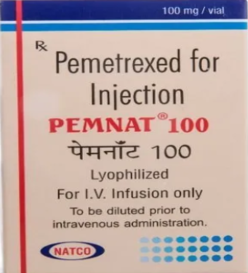 100 mg / vial
Rx Pemetrexed for
Injection
PEMNAT® 100
पेमनॉट 100
Lyophilized
For I.V. Infusion only
To be diluted prior to
intravenous administration.
NATCO